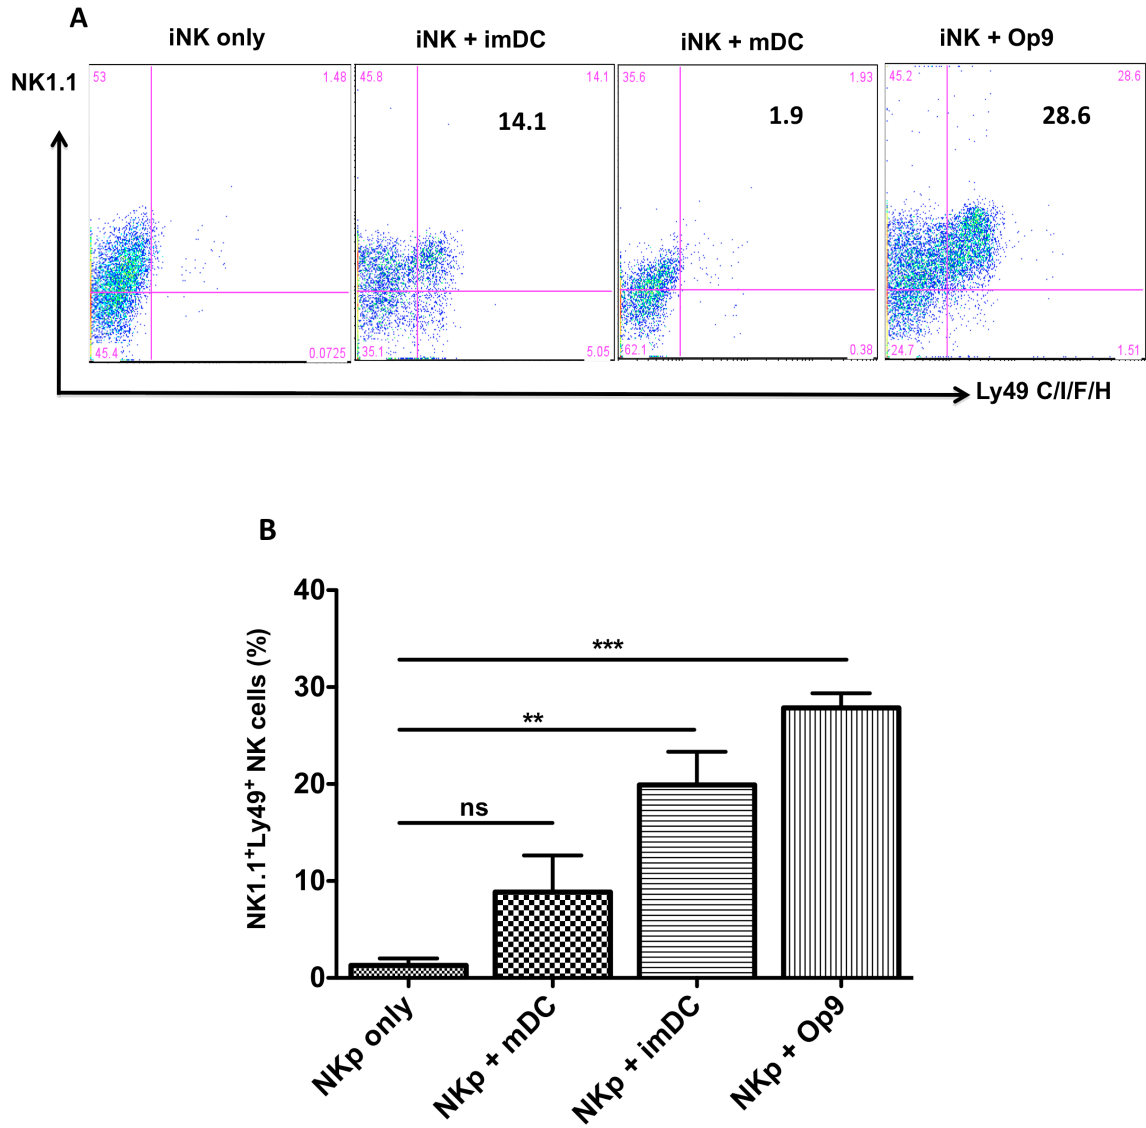 A
iNK only
iNK + imDC
iNK + mDC
iNK + Op9
NK1.1
53
1.48
45.8
14.1
35.6
1.93
45.2
28.6
14.1
1.9
28.6
45.4
0.0725
35.1
5.05
62.1
0.38
24.7
1.51
Ly49 C/I/F/H
B
NK1.1+Ly49+ NK cells (%)
40
30
20
10
0
***
**
ns
NKp only
NKp + mDC
NKp + imDC
NKp + Op9